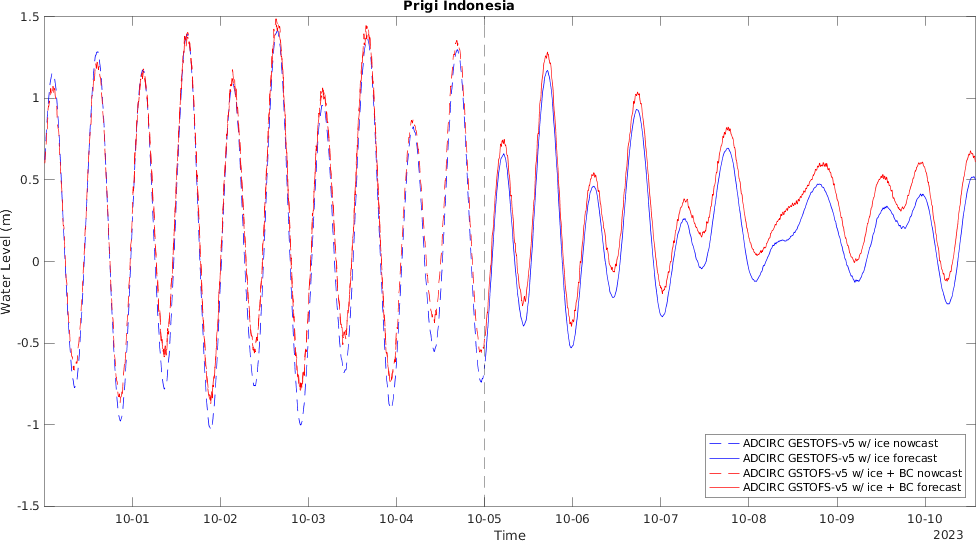 Prigi Indonesia
1.5
1
0.5
0
-0.5
-1
-1.5
Water Level (m)
10-01 10-02 10-03 10-04 10-05 10-06 10-07 10-08 10-09 10-10
Time
2023
ADCIRC GESTOFS-v5 w/ ice nowcast
ADCIRC GESTOFS-v5 w/ ice forecast
ADCIRC GSTOFS-v5 w/ ice + BC nowcast
ADCIRC GSTOFS-v5 w/ ice + BC forecast